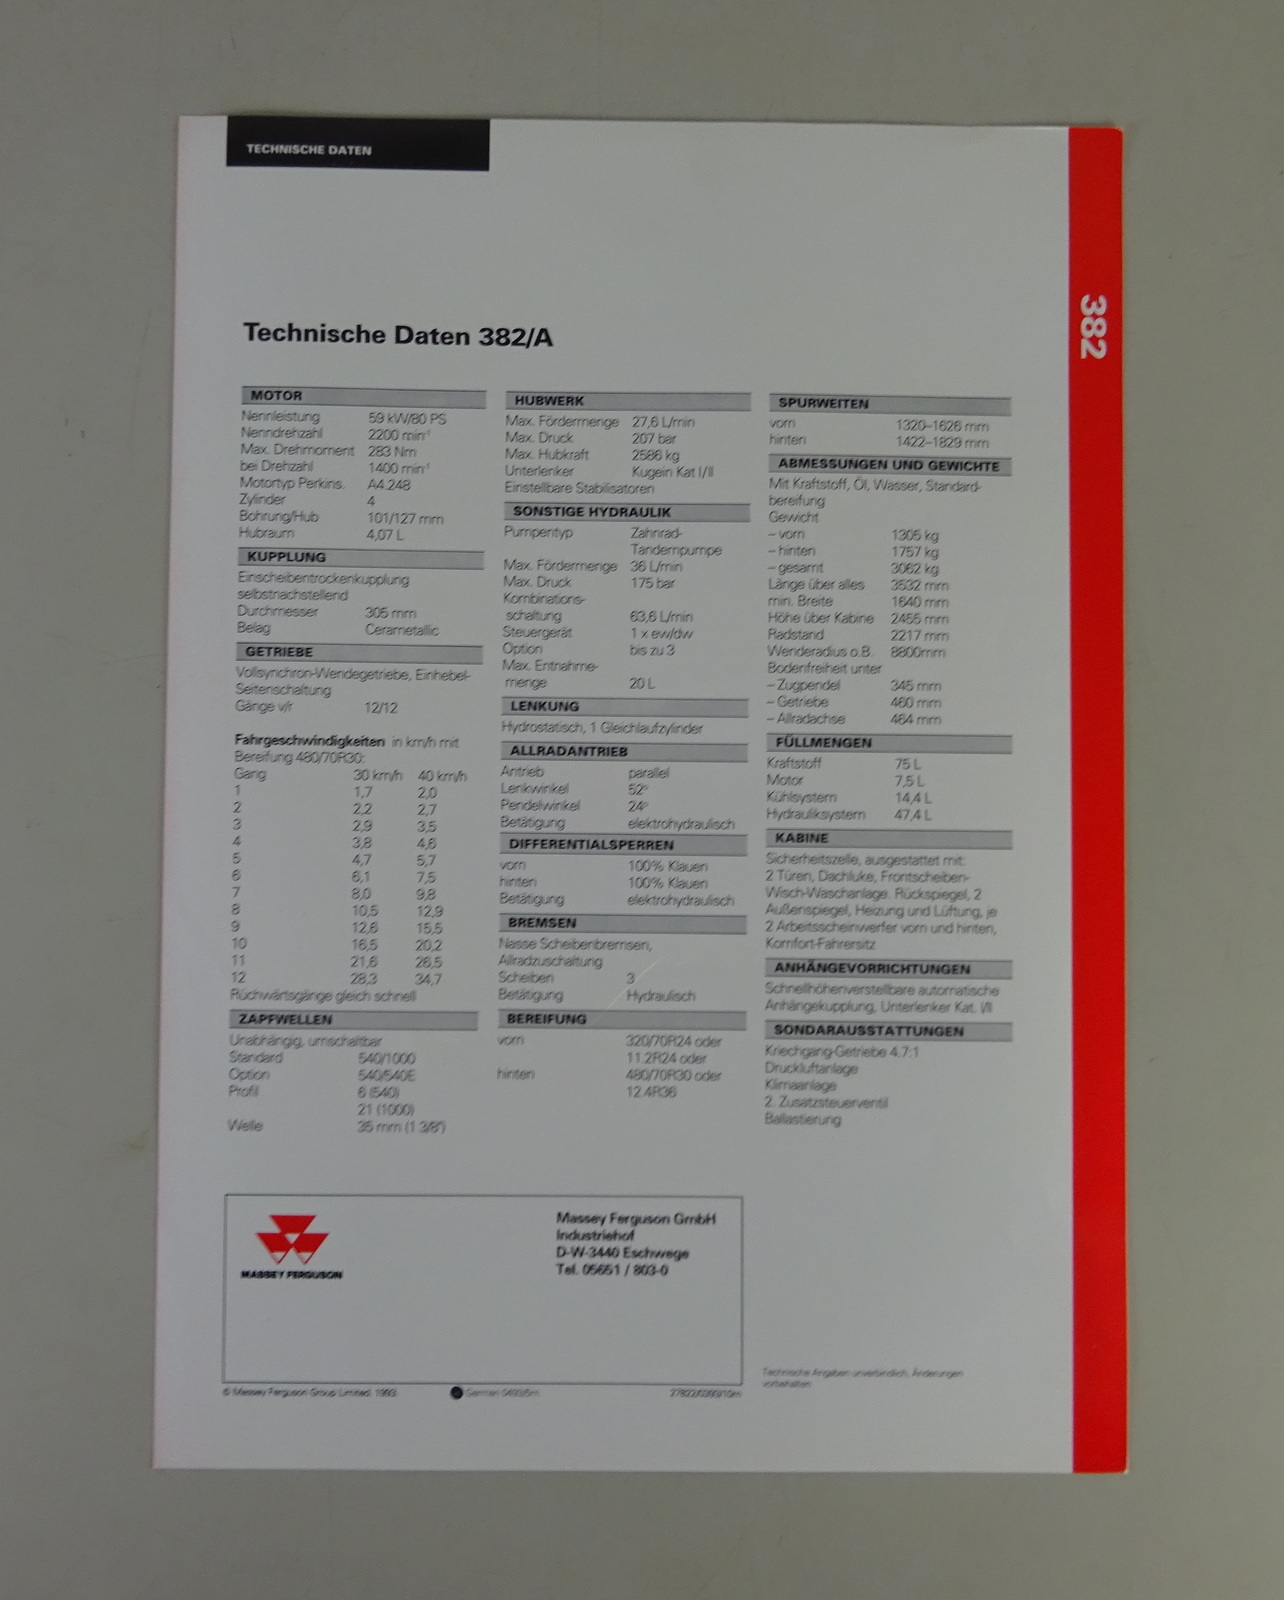 TECHNISCHE DATEN
382
Technische Daten 382/A
MOTOR
Nennleistung 59 kW/80 PS
Nenndrehzahl 2200 min⁻¹
Max. Drehmoment 283 Nm
bei Drehzahl 1400 min⁻¹
Motortyp Perkins. A4.248
Zylinder 4
Bohrung/Hub 101/127 mm
Hubraum 4,07 L
KUPPLUNG
Einscheibentrockenkupplung
selbstnachstellend
Durchmesser 305 mm
Belag Cerametallic
GETRIEBE
Vollsynchron-Wendegetriebe, Einhebel-
Seitenschaltung
Gänge v/r 12/12
Fahrgeschwindigkeiten in km/h mit
Bereifung 480/70R30:
Gang 30 km/h 40 km/h
1 1,7 2,0
2 2,2 2,7
3 2,9 3,5
4 3,8 4,6
5 4,7 5,7
6 6,1 7,5
7 8,0 9,8
8 10,5 12,9
9 12,6 15,5
10 16,5 20,2
11 21,6 26,5
12 28,3 34,7
Rückwärtsgänge gleich schnell
ZAPFWELLEN
Unabhängig, umschaltbar
Standard 540/1000
Option 540/540E
Profil 6 (540)
21 (1000)
Welle 35 mm (1 3/8")
HUBWERK
Max. Fördermenge 27,6 L/min
Max. Druck 207 bar
Max. Hubkraft 2586 kg
Unterlenker Kugeln Kat I/II
Einstellbare Stabilisatoren
SONSTIGE HYDRAULIK
Pumpentyp Zahnrad-
Tandempumpe
Max. Fördermenge 36 L/min
Max. Druck 175 bar
Kombinations-
schaltung 63,6 L/min
Steuergerät 1 x ew/dw
Option bis zu 3
Max. Entnahme-
menge 20 L
LENKUNG
Hydrostatisch, 1 Gleichlaufzylinder
ALLRADANTRIEB
Antrieb parallel
Lenkwinkel 52°
Pendelwinkel 24°
Betätigung elektrohydraulisch
DIFFERENTIALSPERREN
vorn 100% Klauen
hinten 100% Klauen
Betätigung elektrohydraulisch
BREMSEN
Nasse Scheibenbremsen,
Allradzuschaltung
Scheiben 3
Betätigung Hydraulisch
BEREIFUNG
vorn 320/70R24 oder
11.2R24 oder
hinten 480/70R30 oder
12.4R36
SPURWEITEN
vorn 1320–1626 mm
hinten 1422–1829 mm
ABMESSUNGEN UND GEWICHTE
Mit Kraftstoff, Öl, Wasser, Standard-
bereifung
Gewicht
– vorn 1305 kg
– hinten 1757 kg
– gesamt 3062 kg
Länge über alles 3532 mm
min. Breite 1640 mm
Höhe über Kabine 2455 mm
Radstand 2217 mm
Wenderadius o.B. 8800mm
Bodenfreiheit unter
– Zugpendel 345 mm
– Getriebe 460 mm
– Allradachse 464 mm
FÜLLMENGEN
Kraftstoff 75 L
Motor 7,5 L
Kühlsystem 14,4 L
Hydrauliksystem 47,4 L
KABINE
Sicherheitszelle, ausgestattet mit:
2 Türen, Dachluke, Frontscheiben-
Wisch-Waschanlage. Rückspiegel, 2
Außenspiegel, Heizung und Lüftung, je
2 Arbeitsscheinwerfer vorn und hinten,
Komfort-Fahrersitz
ANHÄNGEVORRICHTUNGEN
Schnellhöhenverstellbare automatische
Anhängekupplung, Unterlenker Kat. I/II
SONDARAUSSTATTUNGEN
Kriechgang-Getriebe 4.7:1
Druckluftanlage
Klimaanlage
2. Zusatzsteuerventil
Ballastierung
MASSEY FERGUSON
Massey Ferguson GmbH
Industriehof
D-W-3440 Eschwege
Tel. 05651 / 803-0
© Massey Ferguson Group Limited. 1993
German
Technische Angaben unverbindlich, Änderungen
vorbehalten